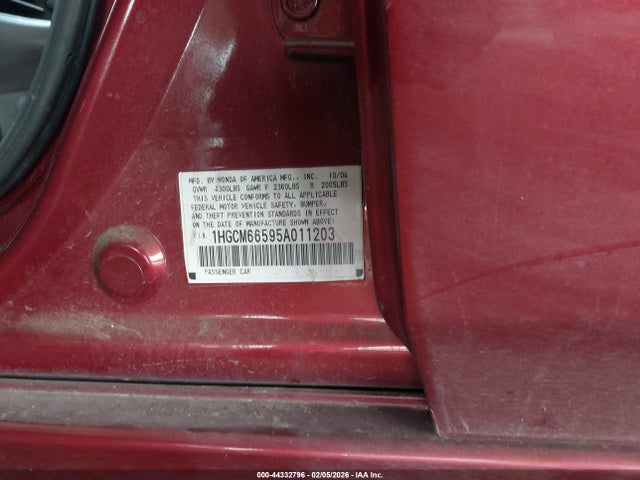 MFD. BY HONDA OF AMERICA MFG., INC. 10/04
GVWR 4300LBS GAWR F 2360LBS R 2005LBS
THIS VEHICLE CONFORMS TO ALL APPLICABLE
FEDERAL MOTOR VEHICLE SAFETY, BUMPER,
AND THEFT PREVENTION STANDARDS IN EFFECT
ON THE DATE OF MANUFACTURE SHOWN ABOVE:
1HGCM66595A011203
PASSENGER CAR
000-44332796 - 02/05/2026 - IAA Inc.